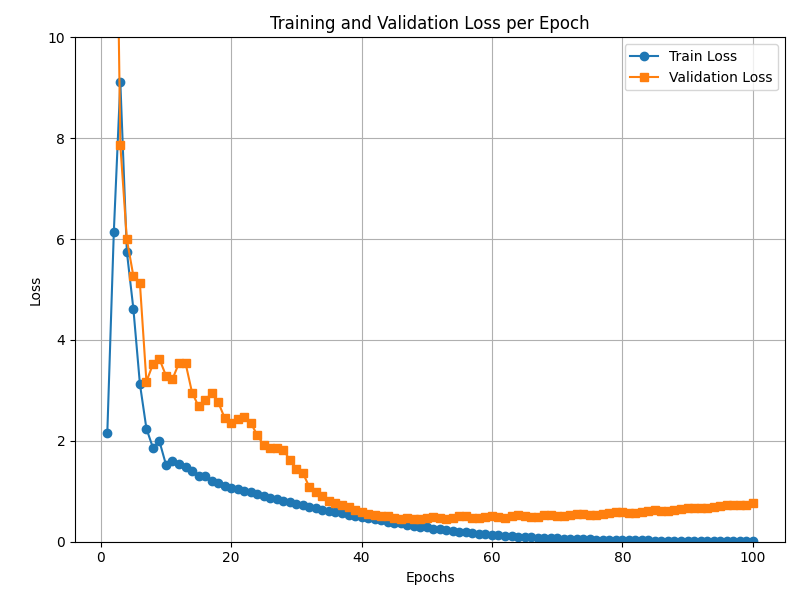 Training and Validation Loss per Epoch
Train Loss
Validation Loss
Loss
10
8
6
4
2
0
0 20 40 60 80 100
Epochs